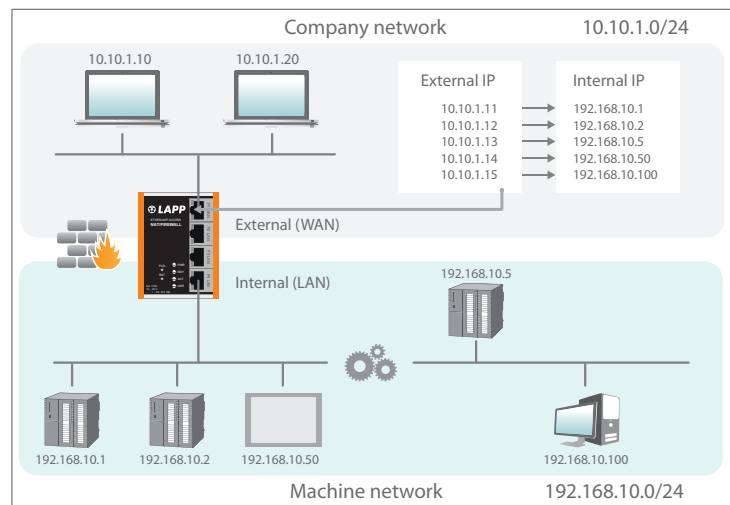 Company network 10.10.1.0/24
10.10.1.10 10.10.1.20
External IP Internal IP
10.10.1.11 192.168.10.1
10.10.1.12 192.168.10.2
10.10.1.13 192.168.10.5
10.10.1.14 192.168.10.50
10.10.1.15 192.168.10.100
LAPP
NAT/FIREWALL
External (WAN)
Internal (LAN)
192.168.10.5
192.168.10.1 192.168.10.2 192.168.10.50 192.168.10.100
Machine network 192.168.10.0/24